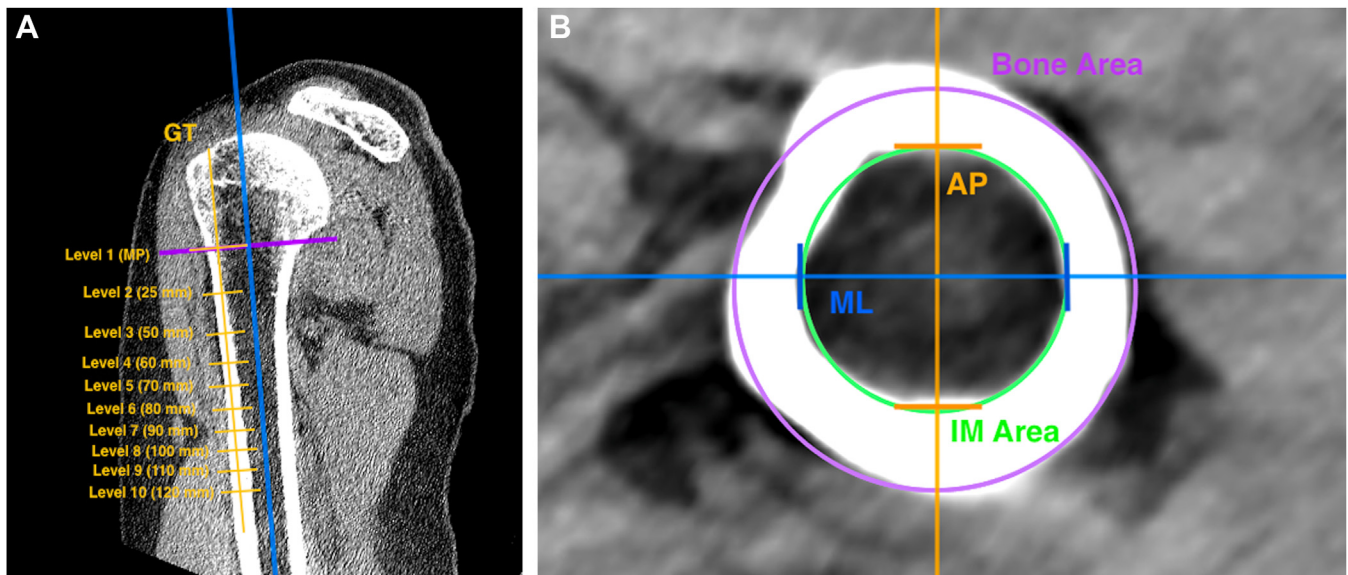 A
GT
Level 1 (MP)
Level 2 (25 mm)
Level 3 (50 mm)
Level 4 (60 mm)
Level 5 (70 mm)
Level 6 (80 mm)
Level 7 (90 mm)
Level 8 (100 mm)
Level 9 (110 mm)
Level 10 (120 mm)
B
Bone Area
AP
ML
IM Area